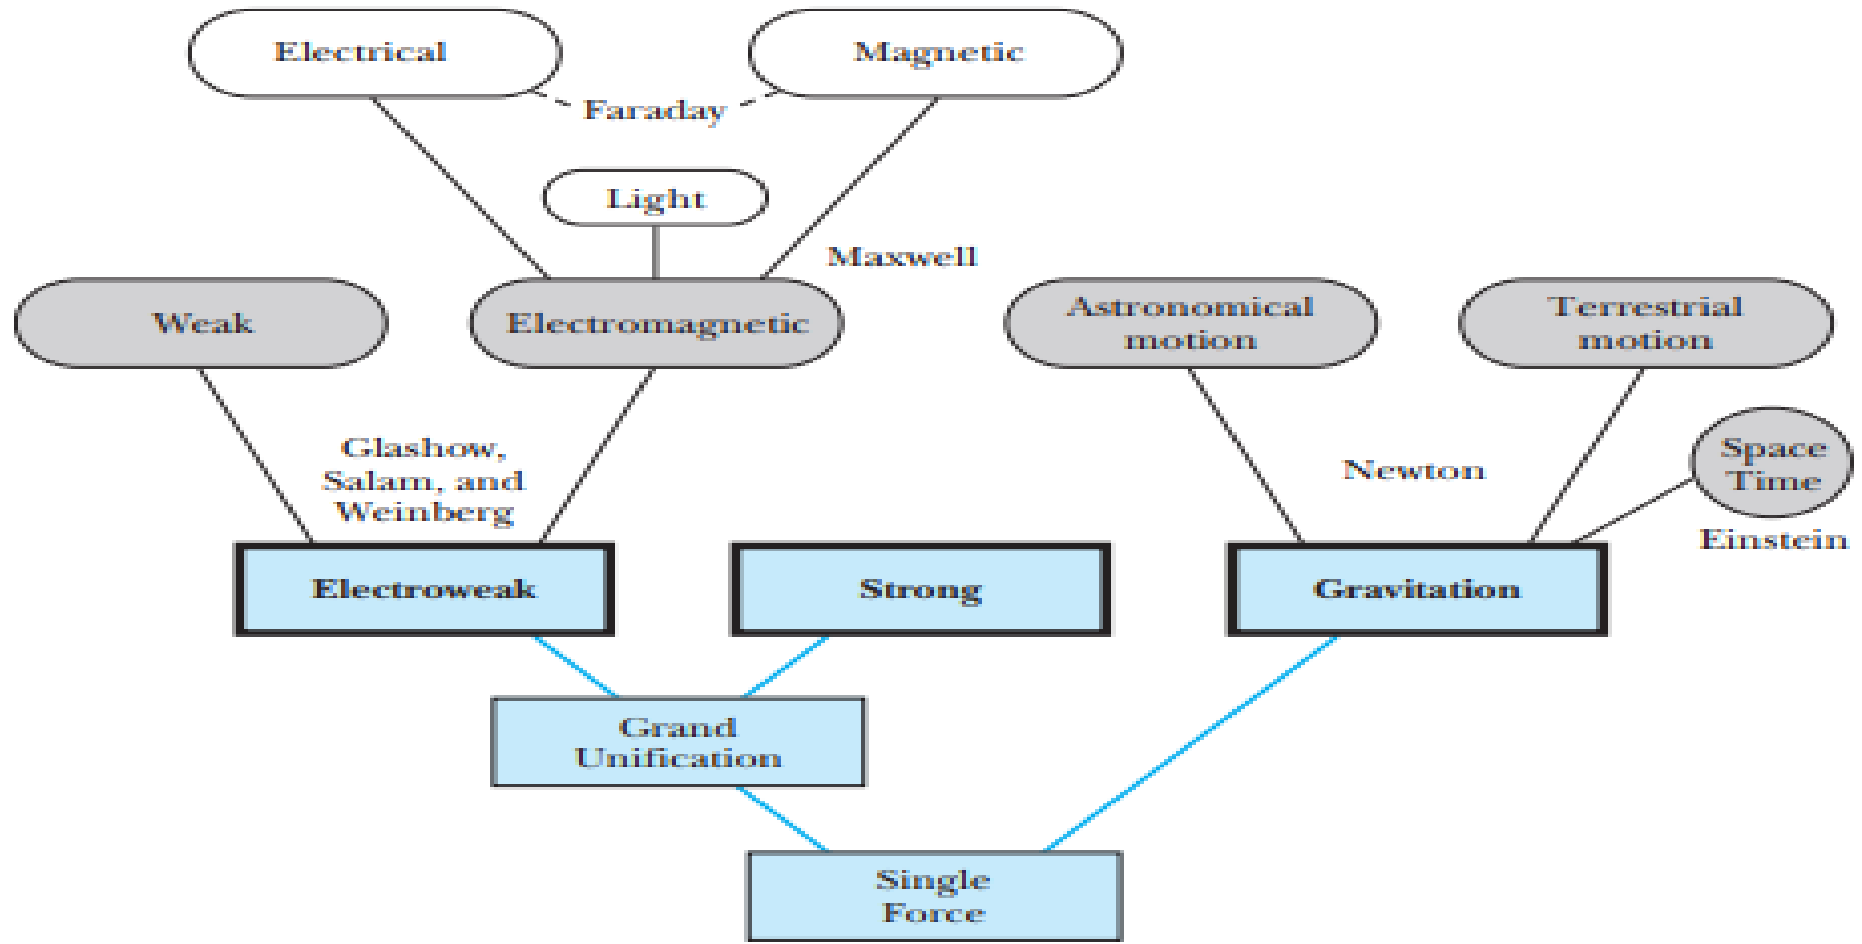 Electrical
Magnetic
Faraday
Light
Maxwell
Weak
Electromagnetic
Astronomical
motion
Terrestrial
motion
Glashow,
Salam, and
Weinberg
Newton
Space
Time
Einstein
Electroweak
Strong
Gravitation
Grand
Unification
Single
Force